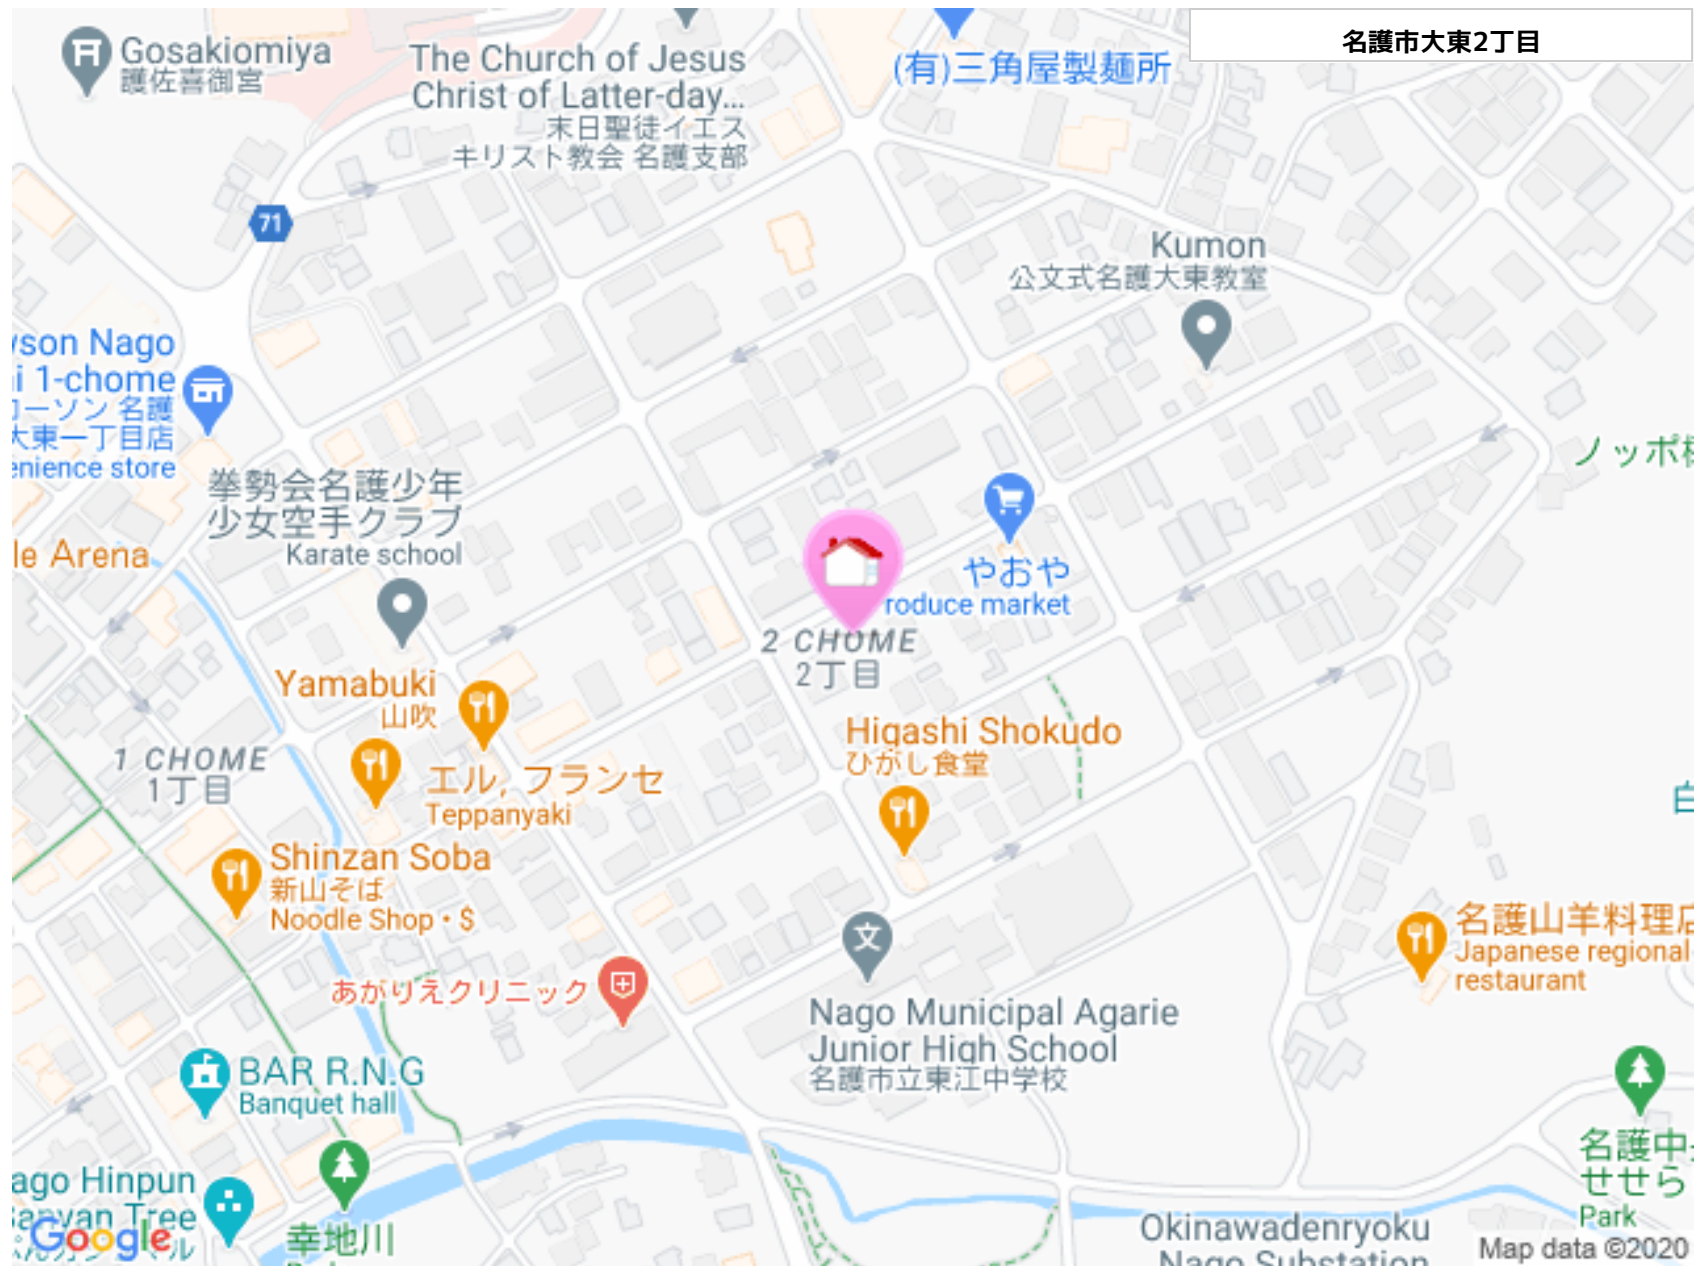 名護市大東2丁目
Gosakiomiya
護佐喜御宮
The Church of Jesus
Christ of Latter-day...
末日聖徒イエス
キリスト教会 名護支部
(有)三角屋製麺所
71
Kumon
公文式名護大東教室
son Nago
i 1-chome
ローソン 名護
大東一丁目店
enience store
ノッポ
拳勢会名護少年
少女空手クラブ
Karate school
le Arena
やおや
roduce market
2 CHOME
2丁目
Yamabuki
山吹
Higashi Shokudo
ひがし食堂
1 CHOME
1丁目
エル, フランセ
Teppanyaki
Shinzan Soba
新山そば
Noodle Shop・$
名護山羊料理店
Japanese regional
restaurant
あがりえクリニック
Nago Municipal Agarie
Junior High School
名護市立東江中学校
BAR R.N.G
Banquet hall
名護中
せせら
Park
ago Hinpun
anyan Tree
幸地川
Google
Okinawadenryoku
Nago Substation
Map data ©2020